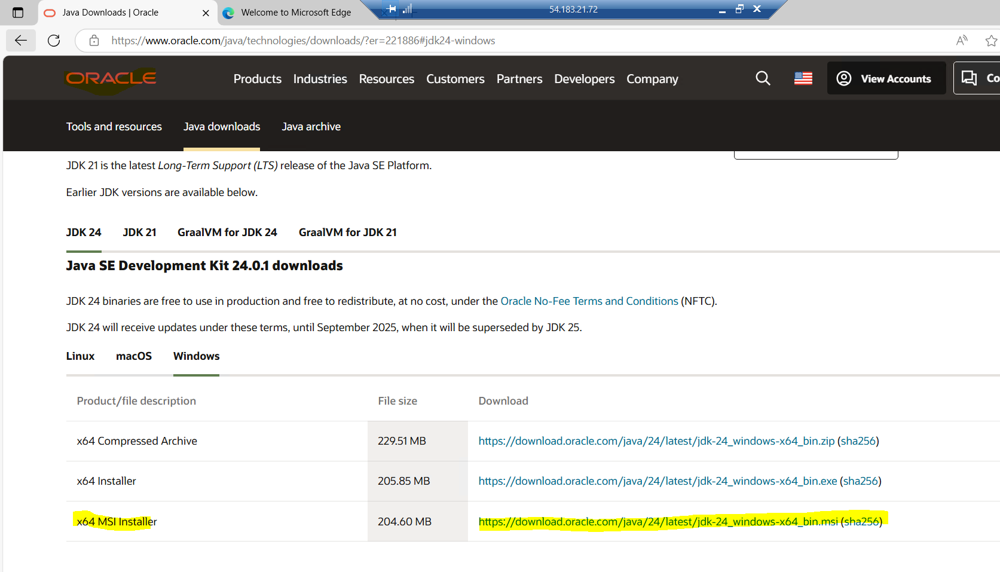 Java Downloads | Oracle
Welcome to Microsoft Edge
54.183.21.72
https://www.oracle.com/java/technologies/downloads/?er=221886#jdk24-windows
ORACLE
Products Industries Resources Customers Partners Developers Company
View Accounts
Co
Tools and resources Java downloads Java archive
JDK 21 is the latest Long-Term Support (LTS) release of the Java SE Platform.
Earlier JDK versions are available below.
JDK 24 JDK 21 GraalVM for JDK 24 GraalVM for JDK 21
Java SE Development Kit 24.0.1 downloads
JDK 24 binaries are free to use in production and free to redistribute, at no cost, under the Oracle No-Fee Terms and Conditions (NFTC).
JDK 24 will receive updates under these terms, until September 2025, when it will be superseded by JDK 25.
Linux macOS Windows
Product/file description File size Download
x64 Compressed Archive 229.51 MB https://download.oracle.com/java/24/latest/jdk-24_windows-x64_bin.zip (sha256)
x64 Installer 205.85 MB https://download.oracle.com/java/24/latest/jdk-24_windows-x64_bin.exe (sha256)
x64 MSI Installer 204.60 MB https://download.oracle.com/java/24/latest/jdk-24_windows-x64_bin.msi (sha256)